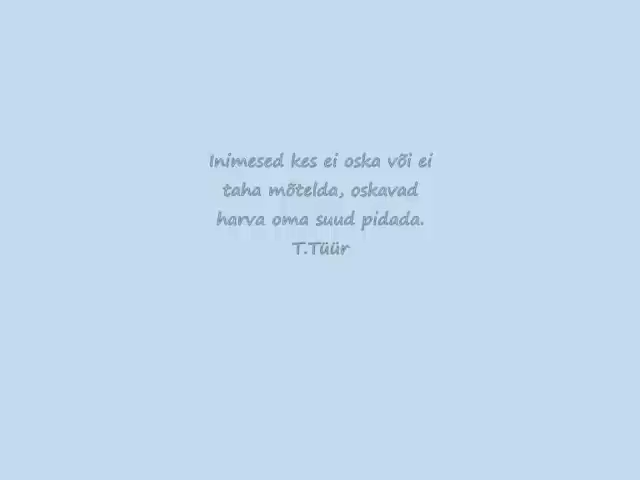 Inimesed kes ei oska või ei
taha mõtelda, oskavad
harva oma suud pidada.
T.Tüür